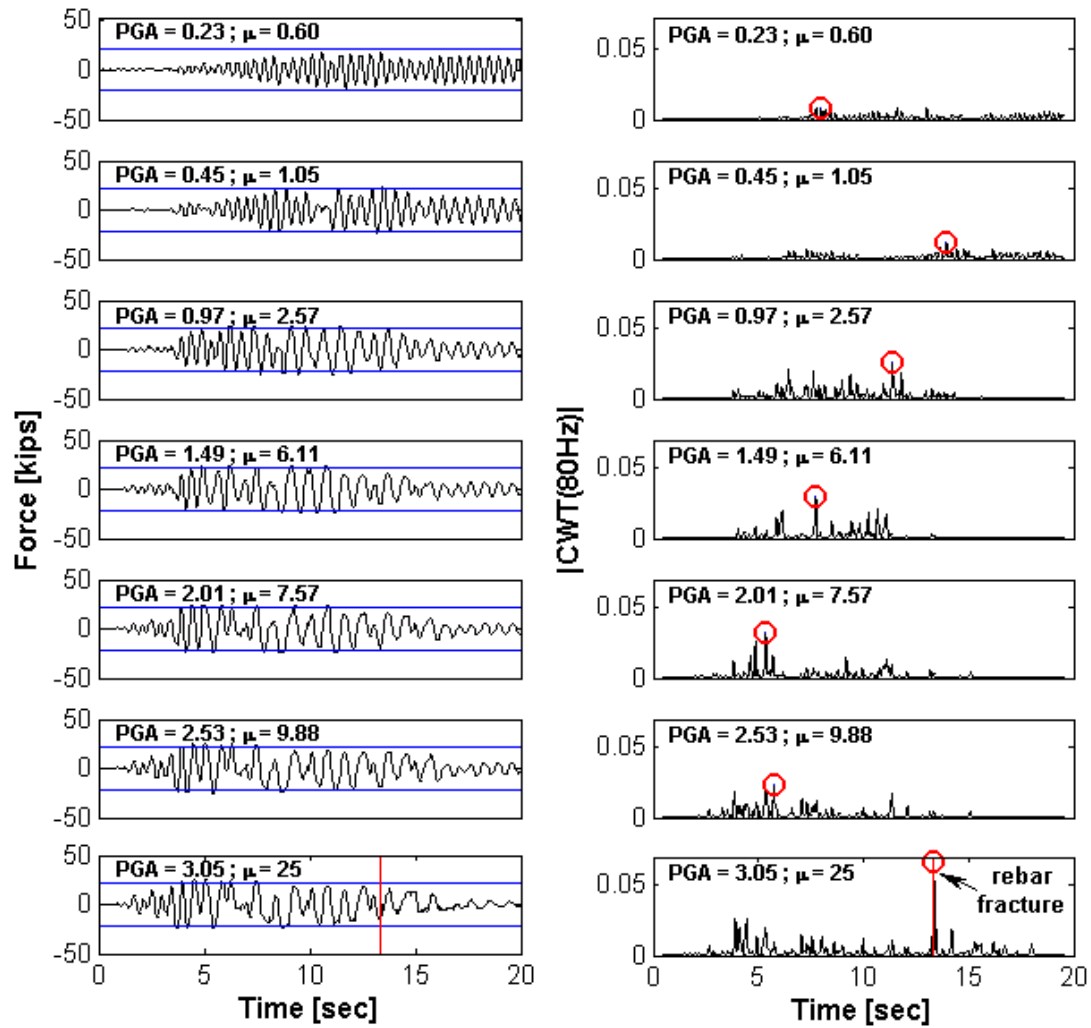 50
PGA = 0.23 ; μ = 0.60
0
-50
0.05
PGA = 0.23 ; μ = 0.60
0
50
PGA = 0.45 ; μ = 1.05
0
-50
0.05
PGA = 0.45 ; μ = 1.05
0
50
PGA = 0.97 ; μ = 2.57
0
-50
0.05
PGA = 0.97 ; μ = 2.57
0
50
PGA = 1.49 ; μ = 6.11
0
-50
0.05
PGA = 1.49 ; μ = 6.11
0
50
PGA = 2.01 ; μ = 7.57
0
-50
0.05
PGA = 2.01 ; μ = 7.57
0
50
PGA = 2.53 ; μ = 9.88
0
-50
0.05
PGA = 2.53 ; μ = 9.88
0
50
PGA = 3.05 ; μ = 25
0
-50
0.05
PGA = 3.05 ; μ = 25
rebar
fracture
0
Force [kips]
|CWT(80Hz)|
0 5 10 15 20
Time [sec]
0 5 10 15 20
Time [sec]